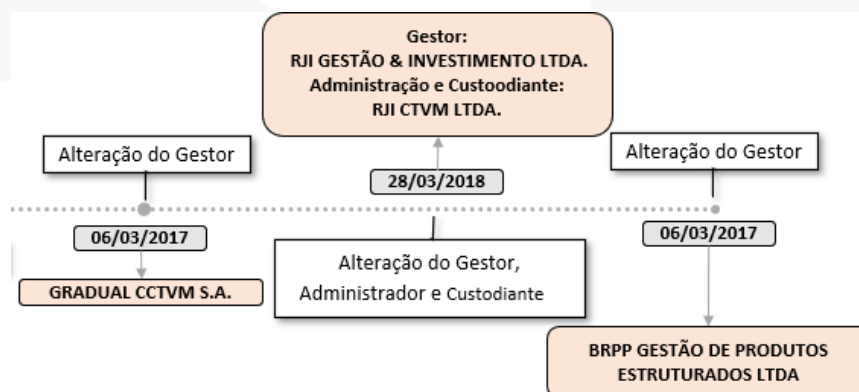 Gestor:
RJI GESTÃO & INVESTIMENTO LTDA.
Administração e Custoodiante:
RJI CTVM LTDA.
Alteração do Gestor
Alteração do Gestor
28/03/2018
06/03/2017
06/03/2017
GRADUAL CCTVM S.A.
Alteração do Gestor,
Administrador e Custodiante
BRPP GESTÃO DE PRODUTOS
ESTRUTURADOS LTDA